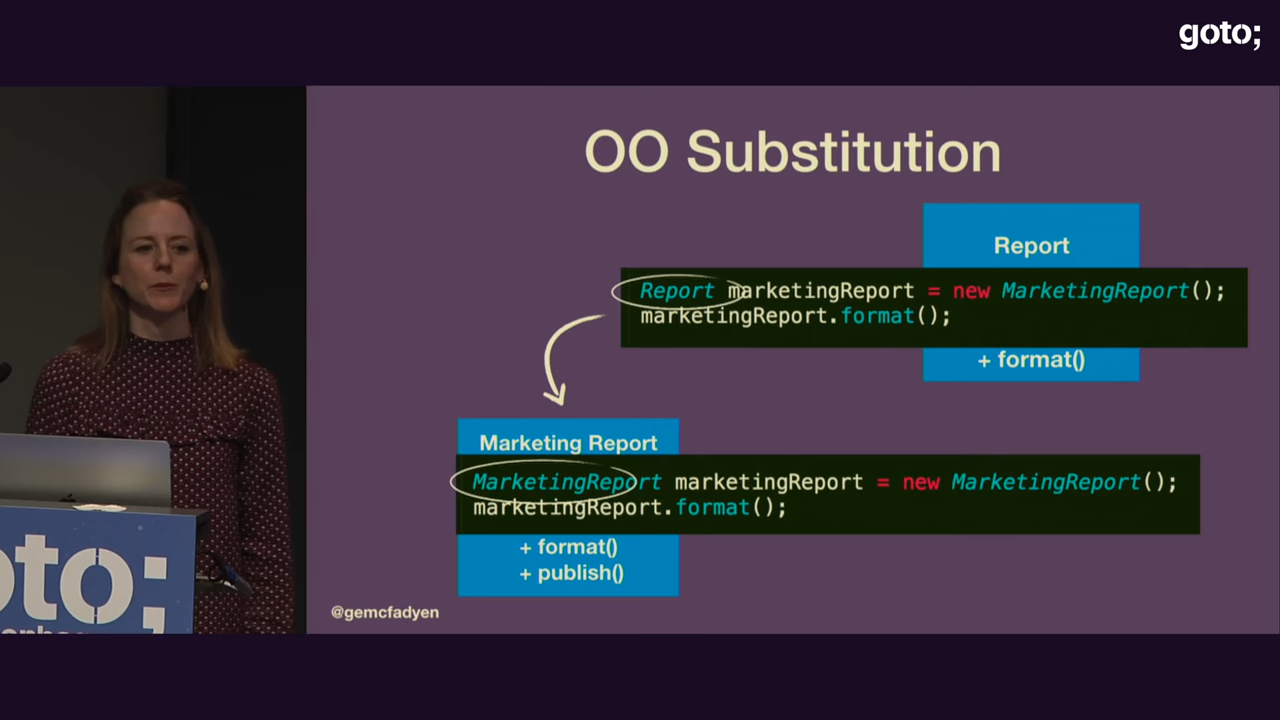 goto;
OO Substitution
Report
Report marketingReport = new MarketingReport();
marketingReport.format();
+ format()
Marketing Report
MarketingReport marketingReport = new MarketingReport();
marketingReport.format();
+ format()
+ publish()
@gemcfadyen
oto;